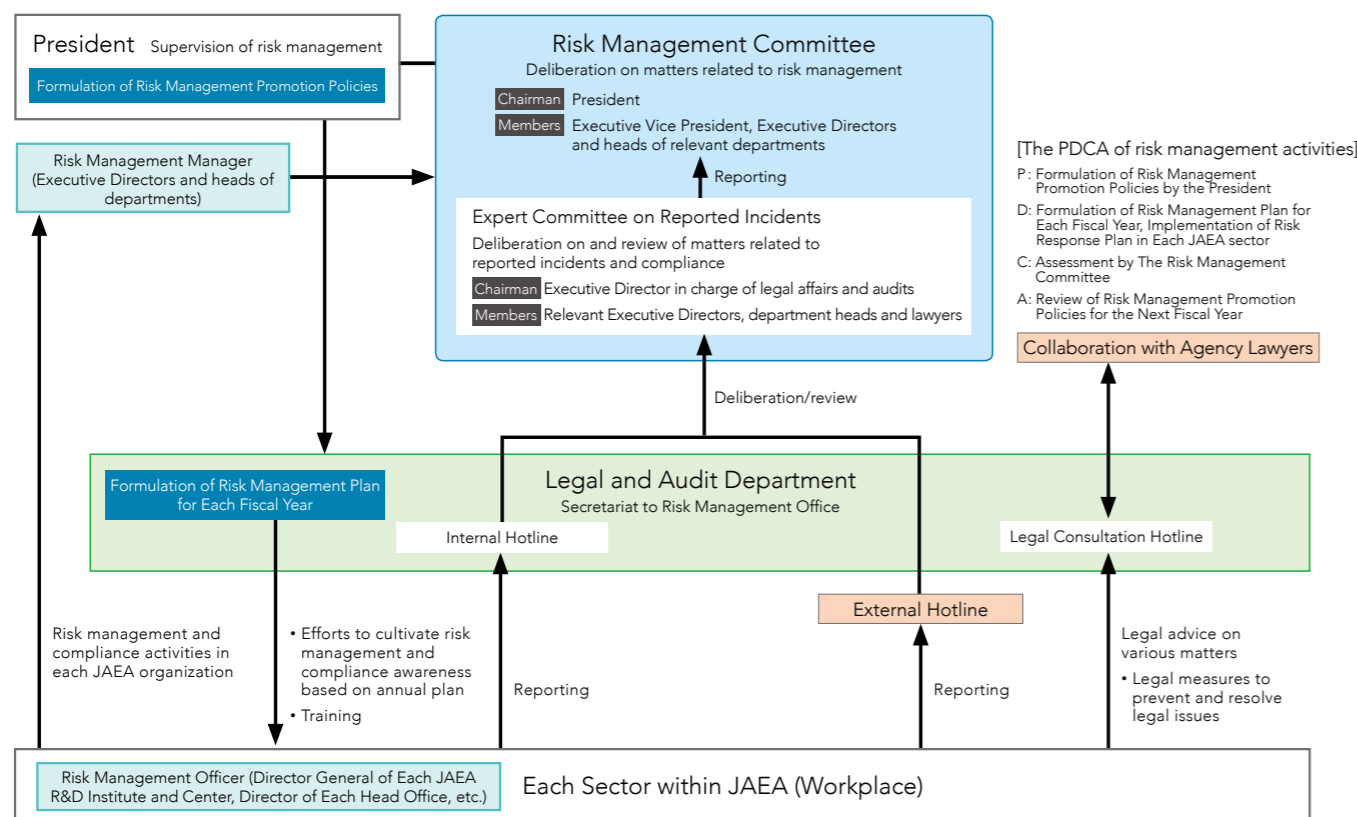 President Supervision of risk management
Formulation of Risk Management Promotion Policies
Risk Management Manager
(Executive Directors and heads of
departments)
Risk Management Committee
Deliberation on matters related to risk management
Chairman President
Members Executive Vice President, Executive Directors
and heads of relevant departments
Reporting
Expert Committee on Reported Incidents
Deliberation on and review of matters related to
reported incidents and compliance
Chairman Executive Director in charge of legal affairs and audits
Members Relevant Executive Directors, department heads and lawyers
[The PDCA of risk management activities]
P: Formulation of Risk Management
Promotion Policies by the President
D: Formulation of Risk Management Plan for
Each Fiscal Year, Implementation of Risk
Response Plan in Each JAEA sector
C: Assessment by The Risk Management
Committee
A: Review of Risk Management Promotion
Policies for the Next Fiscal Year
Collaboration with Agency Lawyers
Deliberation/review
Formulation of Risk Management Plan
for Each Fiscal Year
Legal and Audit Department
Secretariat to Risk Management Office
Internal Hotline
Legal Consultation Hotline
External Hotline
Risk management and
compliance activities in
each JAEA organization
• Efforts to cultivate risk
management and
compliance awareness
based on annual plan
• Training
Reporting
Reporting
Legal advice on
various matters
• Legal measures to
prevent and resolve
legal issues
Risk Management Officer (Director General of Each JAEA
R&D Institute and Center, Director of Each Head Office, etc.)
Each Sector within JAEA (Workplace)